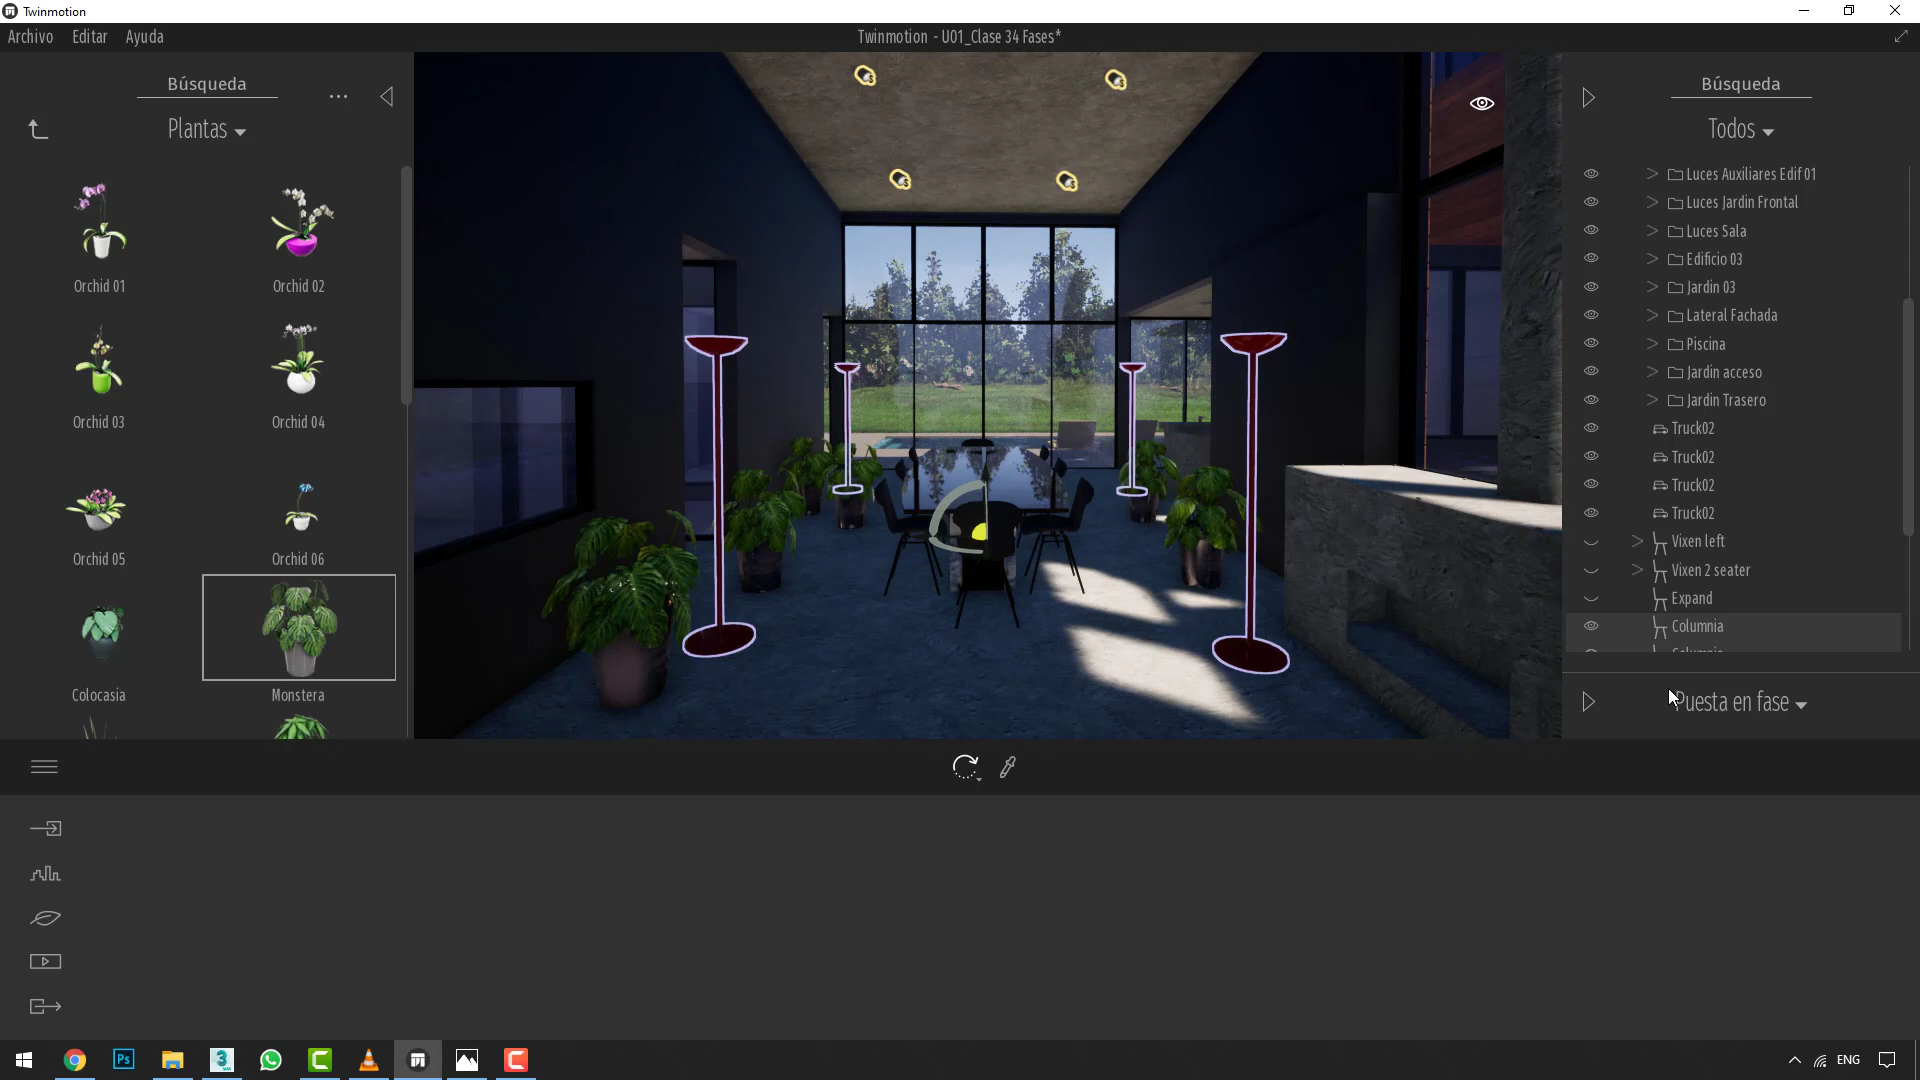 Twinmotion
Archivo Editar Ayuda
Twinmotion - U01_Clase 34 Fases*
Búsqueda
Plantas
Orchid 01
Orchid 02
Orchid 03
Orchid 04
Orchid 05
Orchid 06
Colocasia
Monstera
Búsqueda
Todos
Luces Auxiliares Edif 01
Luces Jardin Frontal
Luces Sala
Edificio 03
Jardin 03
Lateral Fachada
Piscina
Jardin acceso
Jardin Trasero
Truck02
Truck02
Truck02
Truck02
Vixen left
Vixen 2 seater
Expand
Columnia
Puesta en fase
Ps
3
ENG